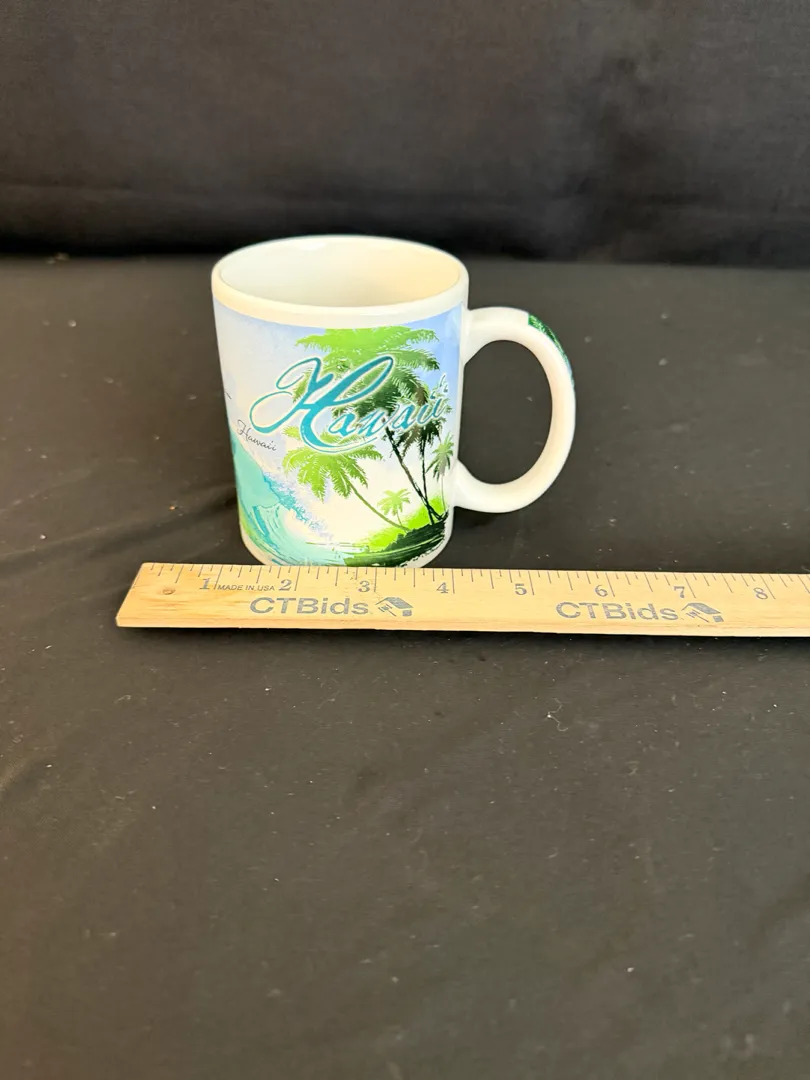 Hawaii
Hawaii
1 MADE IN USA 2 3 4 5 6 7 8
CTBids CTBids